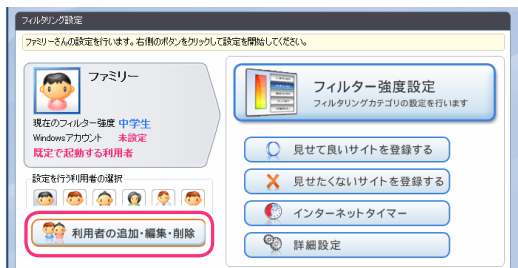 フィルタリング設定
ファミリーさんの設定を行います。右側のボタンをクリックして設定を開始してください。
ファミリー
現在のフィルター強度 中学生
Windowsアカウント 未設定
既定で起動する利用者
設定を行う利用者の選択
利用者の追加・編集・削除
フィルター強度設定
フィルタリングカテゴリの設定を行います
見せて良いサイトを登録する
見せたくないサイトを登録する
インターネットタイマー
詳細設定